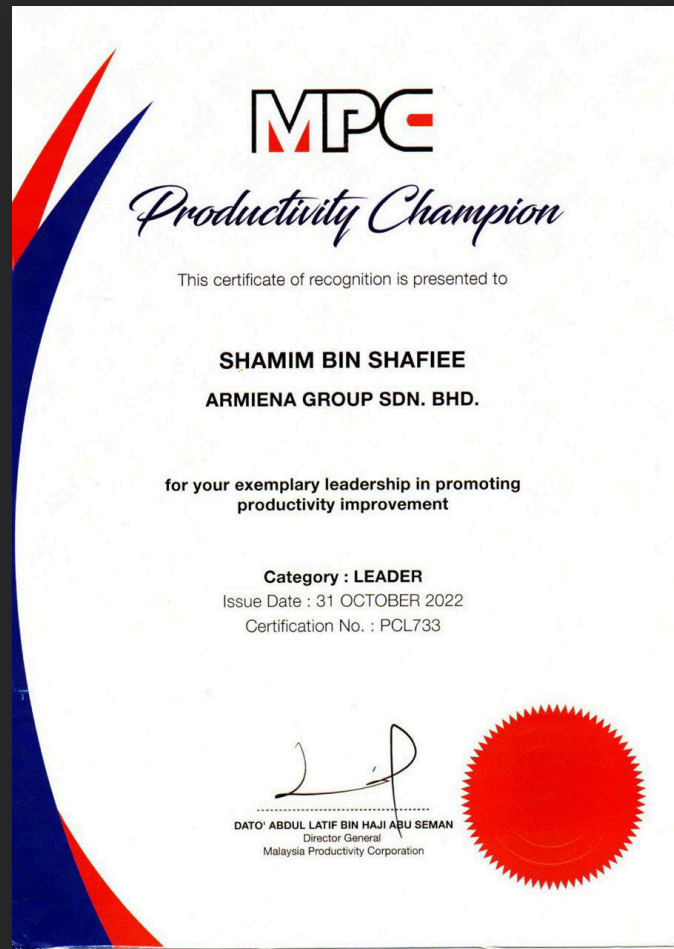 MPC
Productivity Champion
This certificate of recognition is presented to
SHAMIM BIN SHAFIEE
ARMIENA GROUP SDN. BHD.
for your exemplary leadership in promoting
productivity improvement
Category : LEADER
Issue Date : 31 OCTOBER 2022
Certification No. : PCL733
DATO' ABDUL LATIF BIN HAJI ABU SEMAN
Director General
Malaysia Productivity Corporation